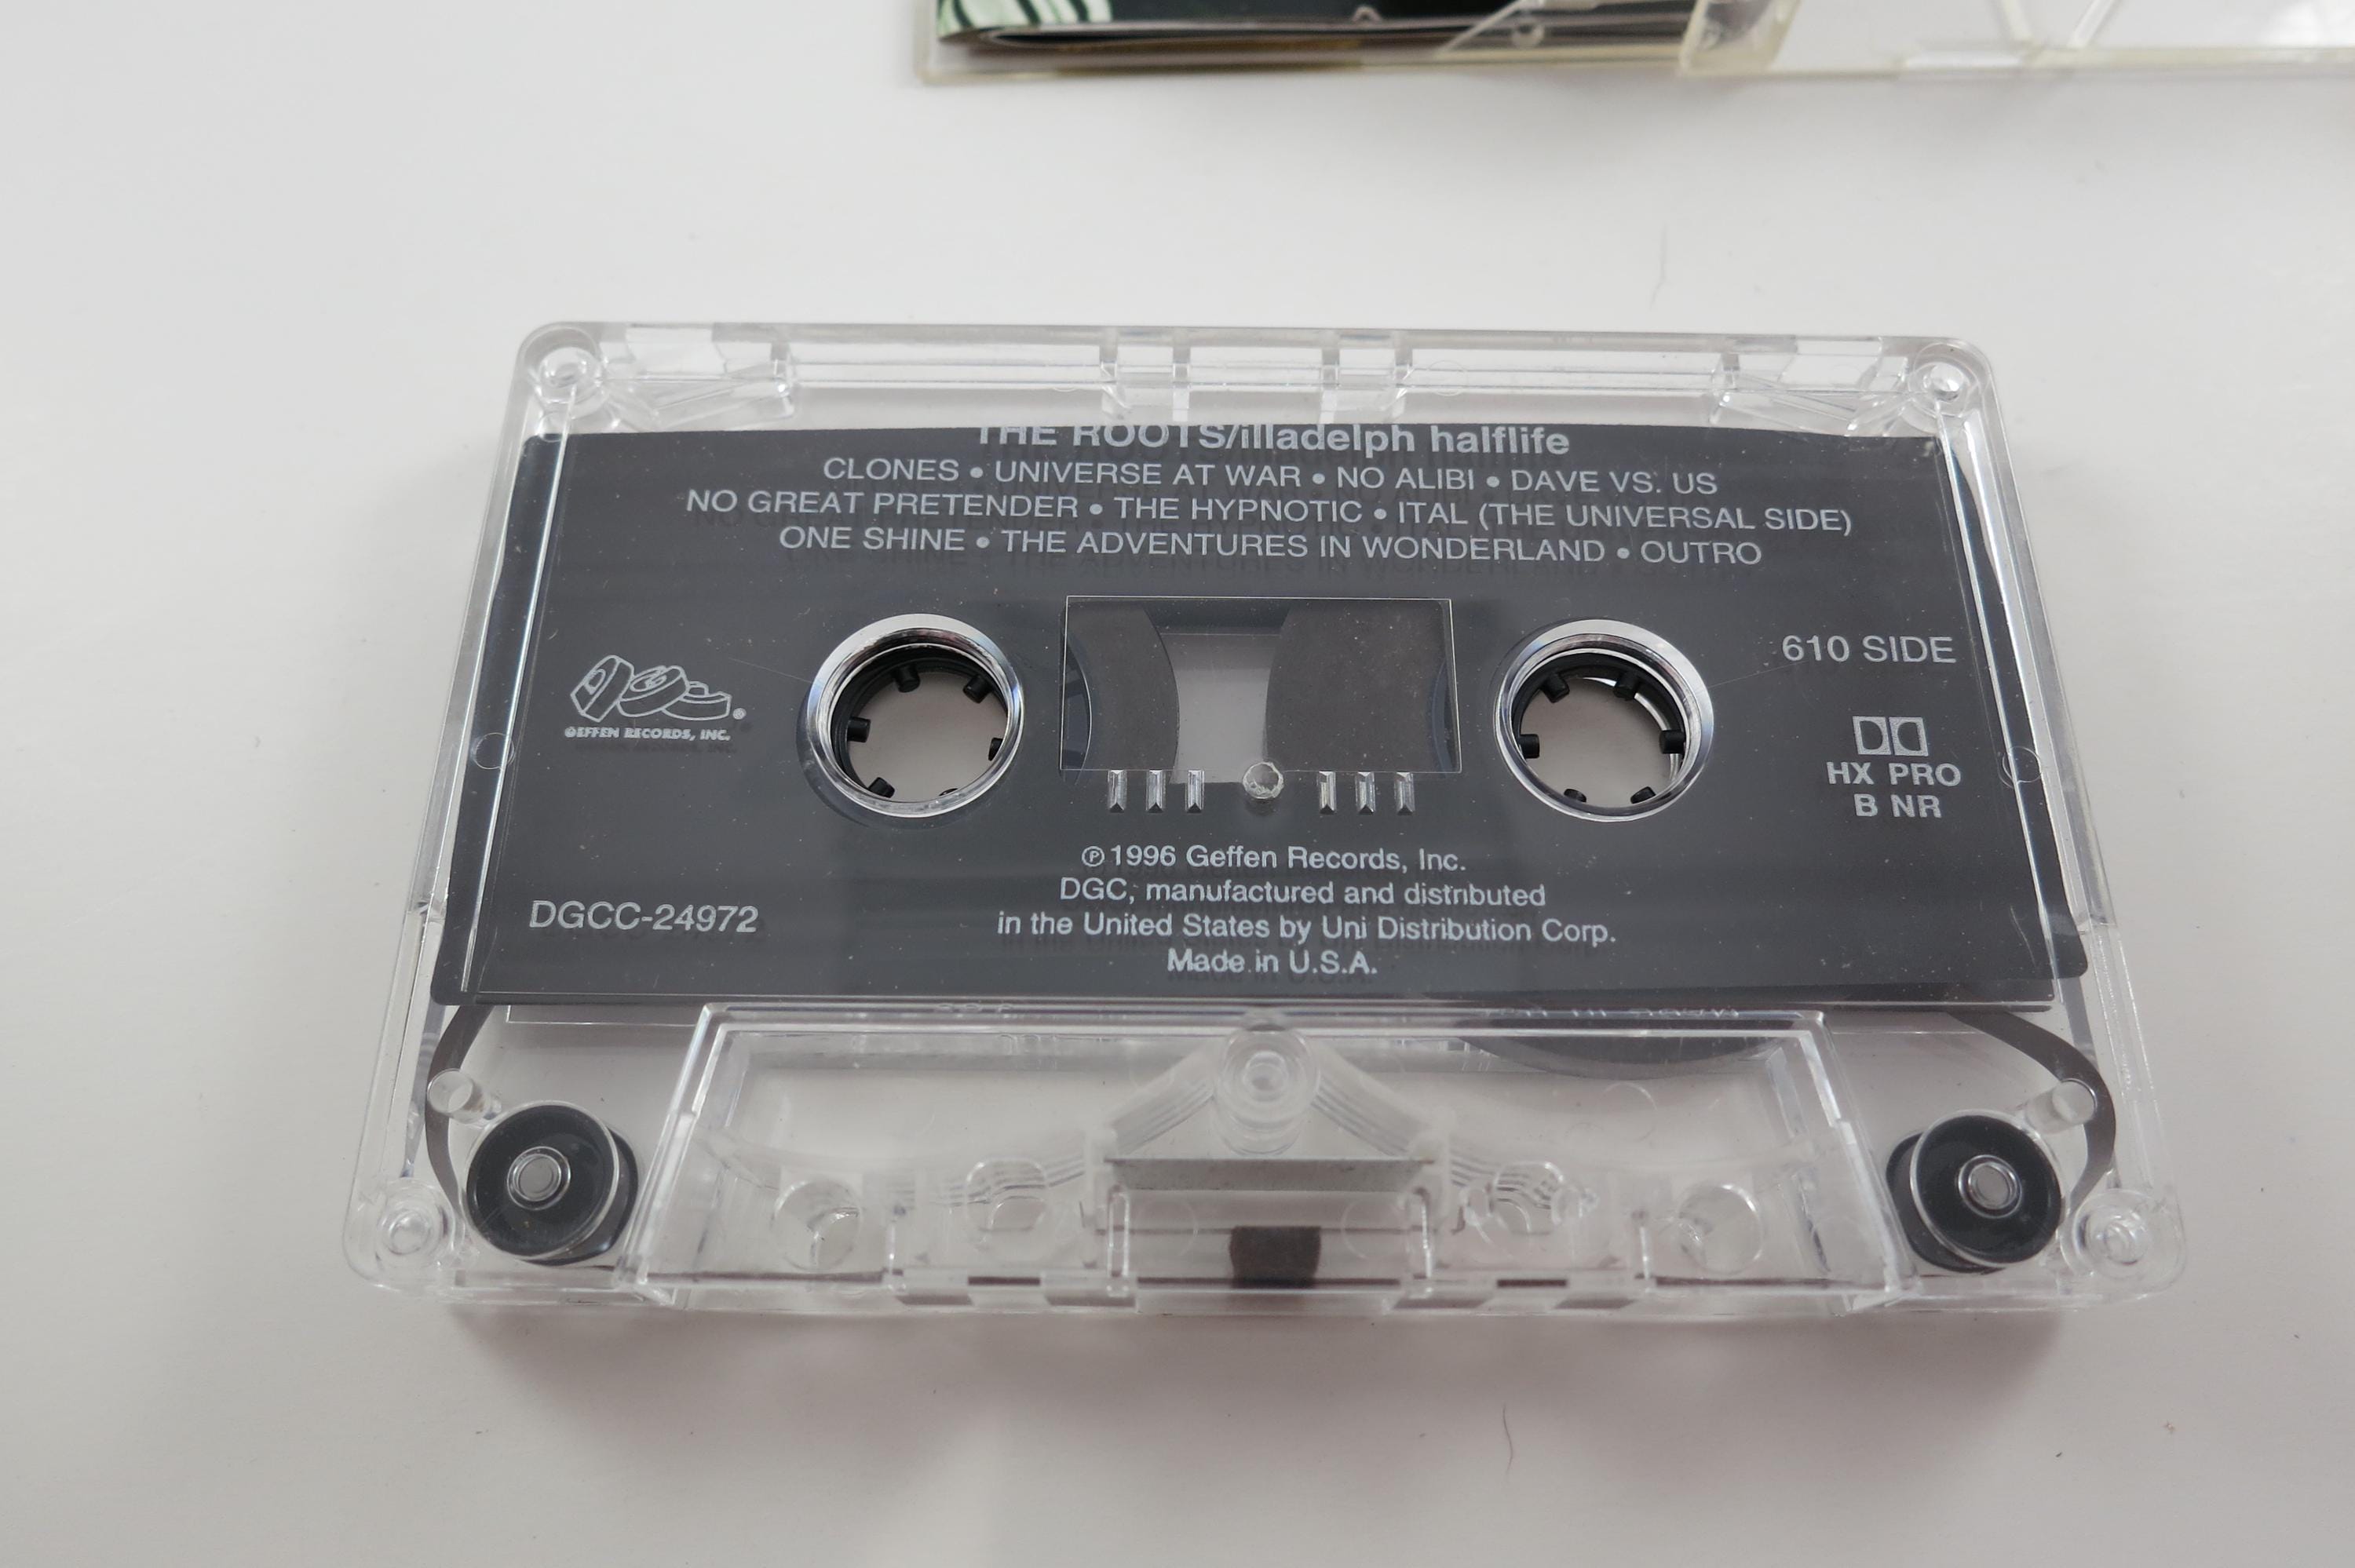 THE ROOTS/illadelph halflife
CLONES • UNIVERSE AT WAR • NO ALIBI • DAVE VS. US
NO GREAT PRETENDER • THE HYPNOTIC • ITAL (THE UNIVERSAL SIDE)
ONE SHINE • THE ADVENTURES IN WONDERLAND • OUTRO
610 SIDE
DGC®
GEFFEN RECORDS, INC.
HX PRO
B NR
℗ 1996 Geffen Records, Inc.
DGC, manufactured and distributed
in the United States by Uni Distribution Corp.
Made in U.S.A.
DGCC-24972